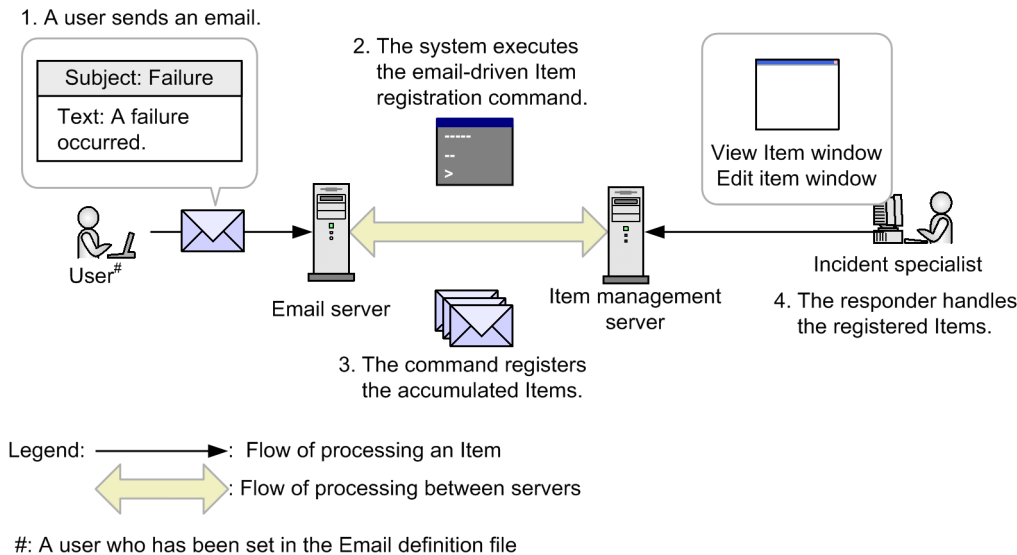 1. A user sends an email.
Subject: Failure
Text: A failure
occurred.
2. The system executes
the email-driven Item
registration command.
-----
--
>
View Item window
Edit item window
User#
Email server
Item management
server
Incident specialist
3. The command registers
the accumulated Items.
4. The responder handles
the registered Items.
Legend:
: Flow of processing an Item
: Flow of processing between servers
#: A user who has been set in the Email definition file